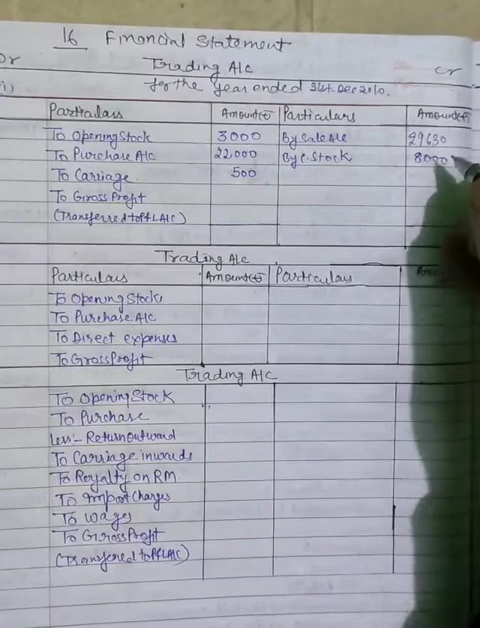 16 Financial Statement
Dr Trading A/c Cr
for the Year ended 31st Dec 2010.
Particulars Amount(₹) Particulars Amount(₹)
To Opening Stock 3000 By Sale A/c 29630
To Purchase A/C 22,000 By C. Stock 8000
To Carriage 500
To Gross Profit
(Transferred to P&L A/C)
Trading A/c
Particulars Amount(₹) Particulars
To Opening Stock
To Purchase A/C
To Direct expenses
To Gross Profit
Trading A/C
To Opening Stock
To Purchase
Less:- Return outward
To Carriage inwards
To Royalty on RM
To Import Charges
To Wages
To Gross Profit
(Transferred to P&L A/C)